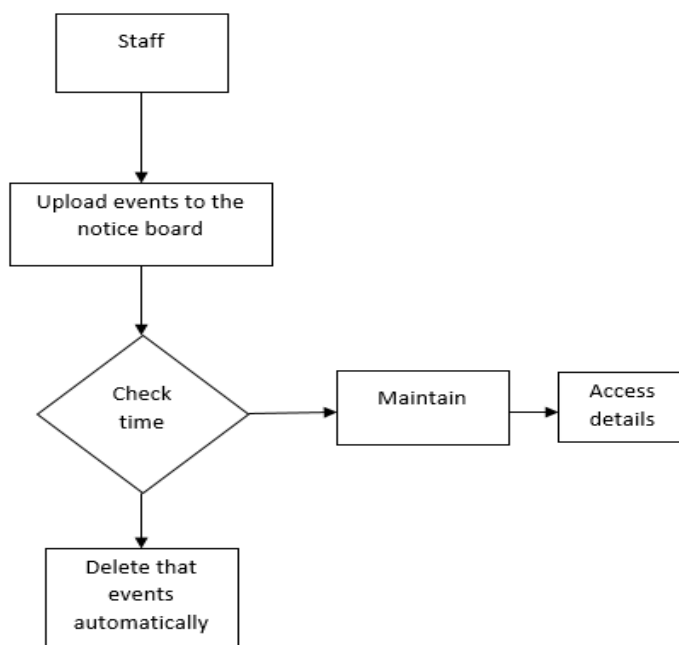 Staff
Upload events to the
notice board
Check
time
Maintain
Access
details
Delete that
events
automatically